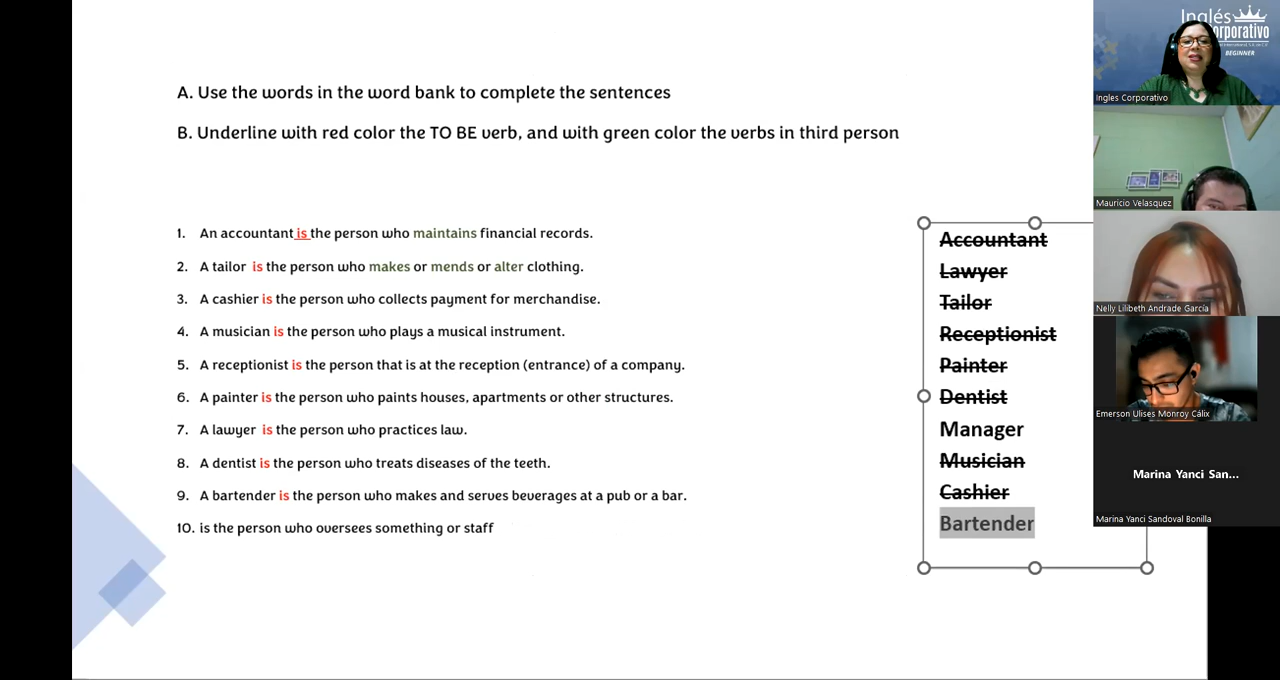 Inglés
Corporativo
BEGINNER
Ingles Corporativo
A. Use the words in the word bank to complete the sentences
B. Underline with red color the TO BE verb, and with green color the verbs in third person
Mauricio Velasquez
1. An accountant is the person who maintains financial records.
2. A tailor is the person who makes or mends or alter clothing.
3. A cashier is the person who collects payment for merchandise.
4. A musician is the person who plays a musical instrument.
5. A receptionist is the person that is at the reception (entrance) of a company.
6. A painter is the person who paints houses, apartments or other structures.
7. A lawyer is the person who practices law.
8. A dentist is the person who treats diseases of the teeth.
9. A bartender is the person who makes and serves beverages at a pub or a bar.
10. is the person who oversees something or staff
Accountant
Lawyer
Tailor
Receptionist
Painter
Dentist
Manager
Musician
Cashier
Bartender
Nelly Lilibeth Andrade García
Emerson Ulises Monroy Cálix
Marina Yanci San...
Marina Yanci Sandoval Bonilla